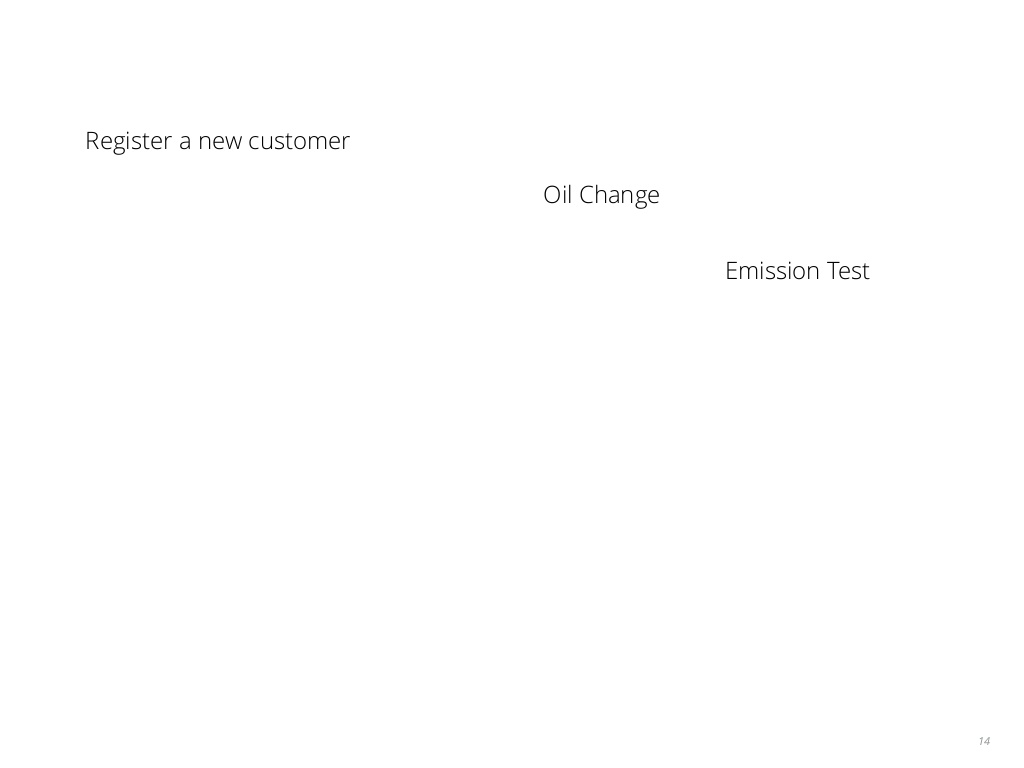 Register a new customer
Oil Change
Emission Test
14